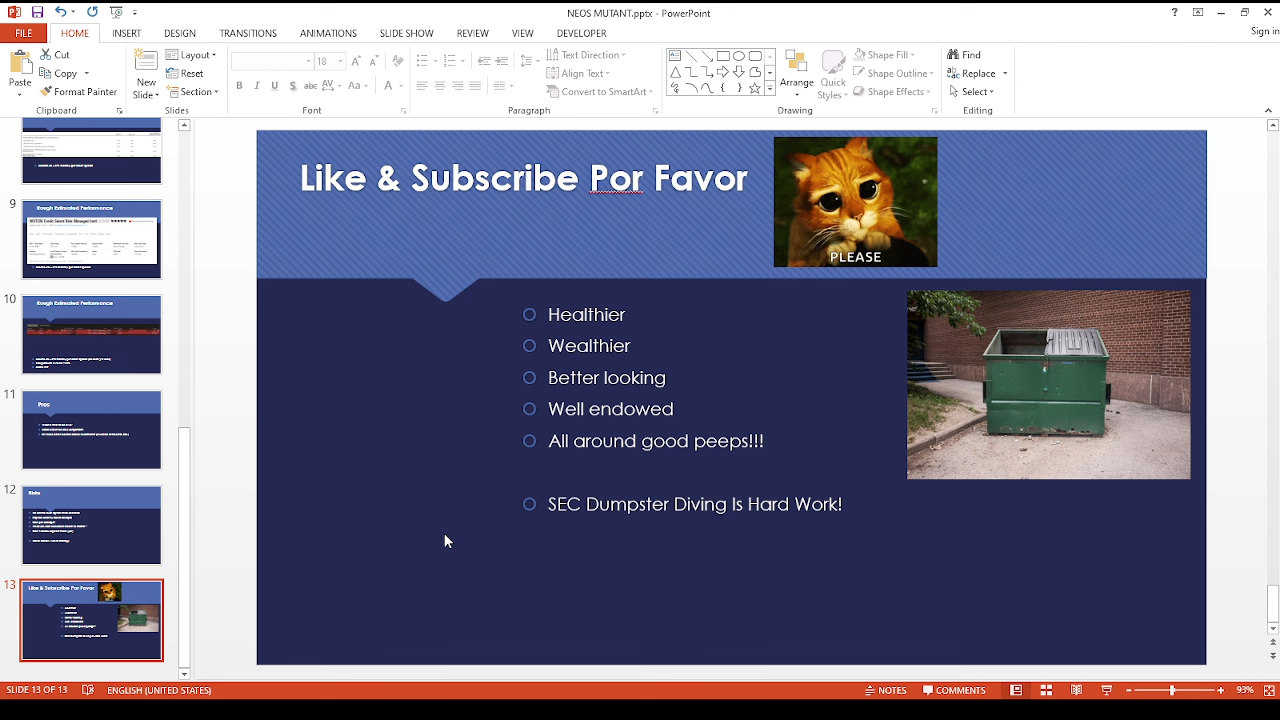 NEOS MUTANT.pptx - PowerPoint
?
Sign in
FILE HOME INSERT DESIGN TRANSITIONS ANIMATIONS SLIDE SHOW REVIEW VIEW DEVELOPER
Paste
Cut
Copy
Format Painter
Clipboard
New Slide
Layout
Reset
Section
Slides
18
B I U S abc AV Aa A
Font
Text Direction
Align Text
Convert to SmartArt
Paragraph
Arrange
Quick Styles
Shape Fill
Shape Outline
Shape Effects
Drawing
Find
Replace
Select
Editing
9
Rough Estimated Performance
10
Rough Estimated Performance
11
Pros
12
Risks
13
Like & Subscribe Por Favor
Like & Subscribe Por Favor
PLEASE
Healthier
Wealthier
Better looking
Well endowed
All around good peeps!!!
SEC Dumpster Diving Is Hard Work!
SLIDE 13 OF 13 ENGLISH (UNITED STATES) NOTES COMMENTS 93%